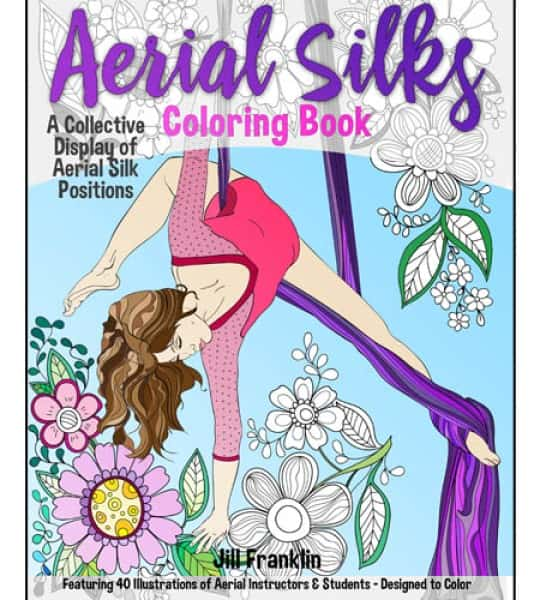 Aerial Silks
Coloring Book
A Collective
Display of
Aerial Silk
Positions
Jill Franklin
Featuring 40 Illustrations of Aerial Instructors & Students - Designed to Color